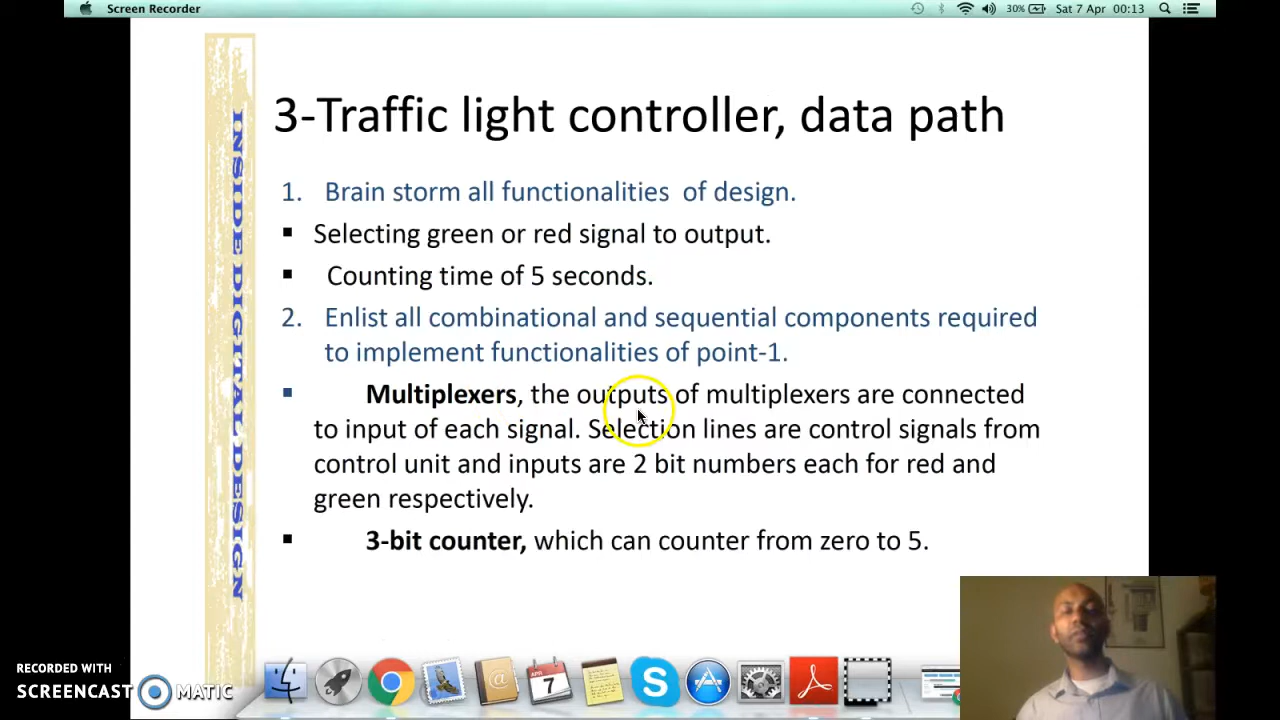 Screen Recorder
30%
Sat 7 Apr 00:13
INSIDE DIGITAL DESIGN
3-Traffic light controller, data path
1. Brain storm all functionalities of design.
▪ Selecting green or red signal to output.
▪ Counting time of 5 seconds.
2. Enlist all combinational and sequential components required
to implement functionalities of point-1.
▪ Multiplexers, the outputs of multiplexers are connected
to input of each signal. Selection lines are control signals from
control unit and inputs are 2 bit numbers each for red and
green respectively.
▪ 3-bit counter, which can counter from zero to 5.
RECORDED WITH
SCREENCAST MATIC
APR
7